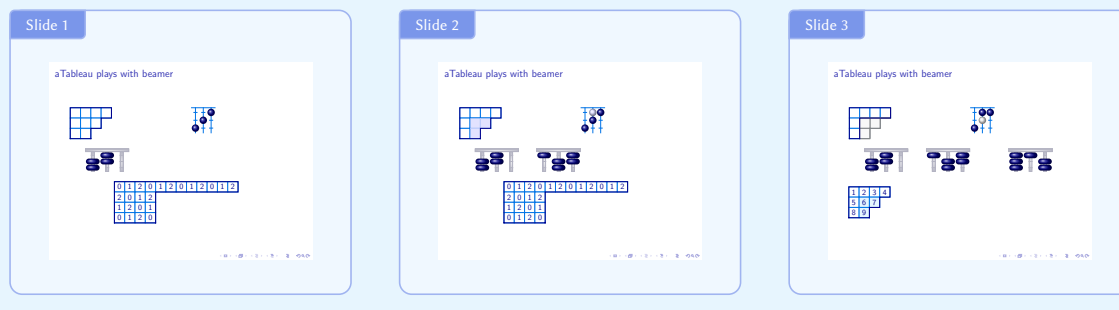 Slide 1
aTableau plays with beamer
0 1 2 0 1 2 0 1 2 0 1 2
2 0 1 2
1 2 0 1
0 1 2 0
Slide 2
aTableau plays with beamer
0 1 2 0 1 2 0 1 2 0 1 2
2 0 1 2
1 2 0 1
0 1 2 0
Slide 3
aTableau plays with beamer
1 2 3 4
5 6 7
8 9